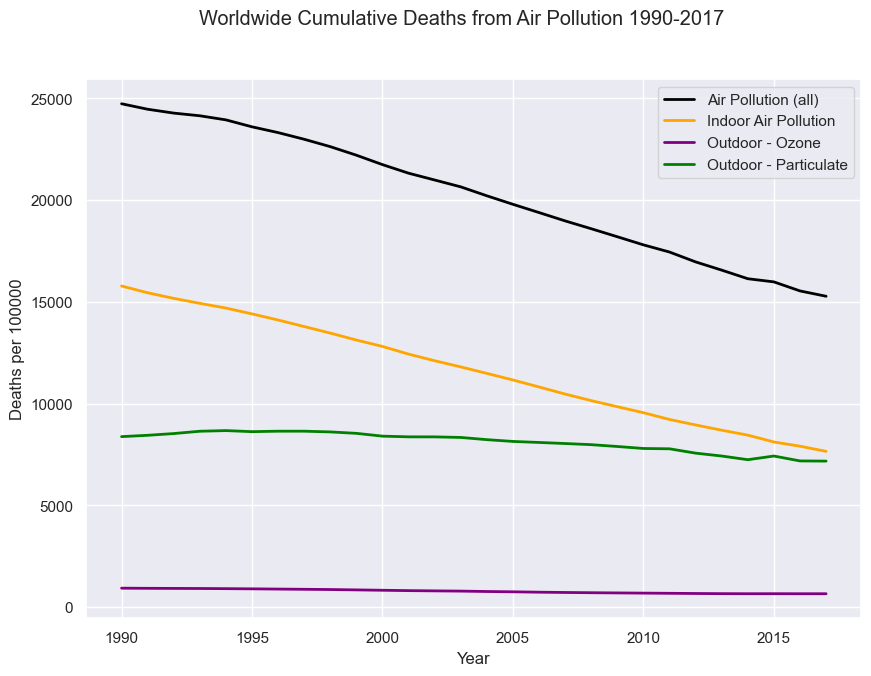 Worldwide Cumulative Deaths from Air Pollution 1990-2017
Air Pollution (all)
Indoor Air Pollution
Outdoor - Ozone
Outdoor - Particulate
Deaths per 100000
25000
20000
15000
10000
5000
0
1990 1995 2000 2005 2010 2015
Year